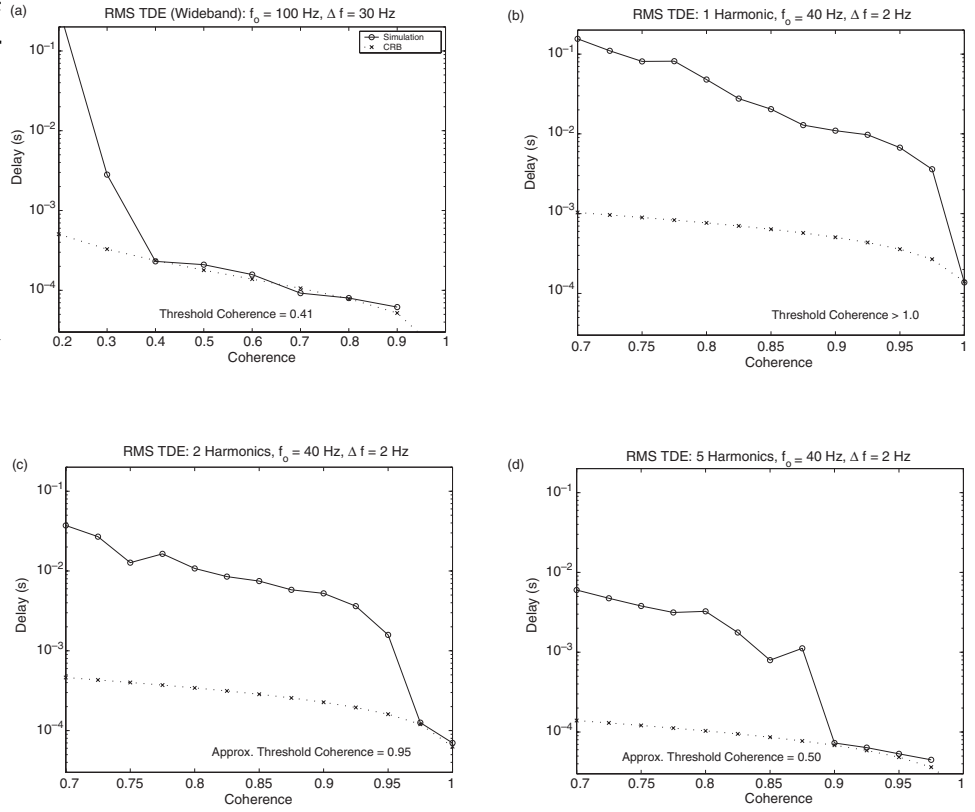 (a)
RMS TDE (Wideband): fo = 100 Hz, Δ f = 30 Hz
Simulation
CRB
10⁻¹
10⁻²
10⁻³
10⁻⁴
Delay (s)
Threshold Coherence = 0.41
0.2 0.3 0.4 0.5 0.6 0.7 0.8 0.9 1
Coherence
(b)
RMS TDE: 1 Harmonic, fo = 40 Hz, Δ f = 2 Hz
10⁻¹
10⁻²
10⁻³
10⁻⁴
Delay (s)
Threshold Coherence > 1.0
0.7 0.75 0.8 0.85 0.9 0.95 1
Coherence
(c)
RMS TDE: 2 Harmonics, fo = 40 Hz, Δ f = 2 Hz
10⁻¹
10⁻²
10⁻³
10⁻⁴
Delay (s)
Approx. Threshold Coherence = 0.95
0.7 0.75 0.8 0.85 0.9 0.95 1
Coherence
(d)
RMS TDE: 5 Harmonics, fo = 40 Hz, Δ f = 2 Hz
10⁻¹
10⁻²
10⁻³
10⁻⁴
Delay (s)
Approx. Threshold Coherence = 0.50
0.7 0.75 0.8 0.85 0.9 0.95 1
Coherence